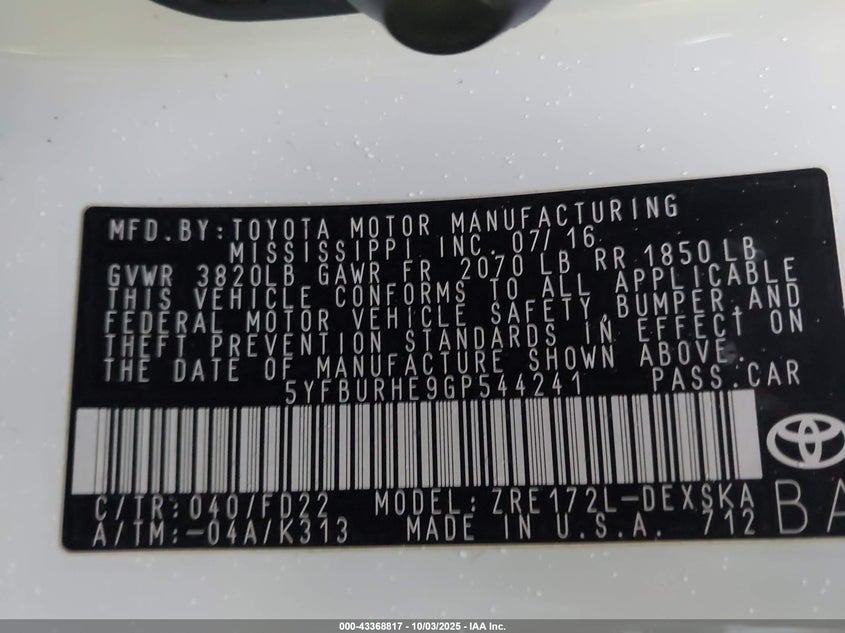 MFD.BY:TOYOTA MOTOR MANUFACTURING
MISSISSIPPI INC. 07/16
GVWR 3820LB GAWR FR 2070 LB RR 1850 LB
THIS VEHICLE CONFORMS TO ALL APPLICABLE
FEDERAL MOTOR VEHICLE SAFETY,BUMPER,AND
THEFT PREVENTION STANDARDS IN EFFECT ON
THE DATE OF MANUFACTURE SHOWN ABOVE.
5YFBURHE9GP544241 PASS.CAR
C/TR:040/FD22 MODEL:ZRE172L-DEXSKA
A/TM:-04A/K313 MADE IN U.S.A. 712
BA
000-43368817 - 10/03/2025 - IAA Inc.